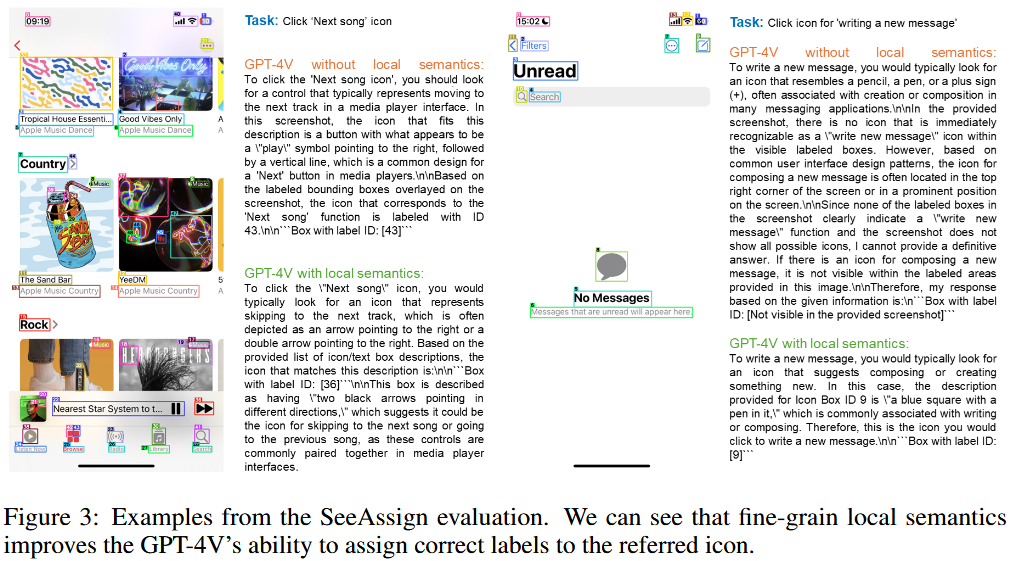 09:19
Tropical House Essenti...
Apple Music Dance
Good Vibes Only
Apple Music Dance
Country
Music
Music
The Sand Bar
Apple Music Country
YeeDM
Apple Music Country
Rock
Music
Nearest Star System to t...
Listen Now
Browse
Radio
Library
Search
Task: Click ‘Next song’ icon
GPT-4V without local semantics:
To click the 'Next song icon', you should look
for a control that typically represents moving to
the next track in a media player interface. In
this screenshot, the icon that fits this
description is a button with what appears to be
a \"play\" symbol pointing to the right, followed
by a vertical line, which is a common design for
a 'Next' button in media players.\n\nBased on
the labeled bounding boxes overlayed on the
screenshot, the icon that corresponds to the
'Next song' function is labeled with ID
43.\n\n```Box with label ID: [43]```
GPT-4V with local semantics:
To click the \"Next song\" icon, you would
typically look for an icon that represents
skipping to the next track, which is often
depicted as an arrow pointing to the right or a
double arrow pointing to the right. Based on the
provided list of icon/text box descriptions, the
icon that matches this description is:\n\n```Box
with label ID: [36]```\n\nThis box is described
as having \"two black arrows pointing in
different directions,\" which suggests it could be
the icon for skipping to the next song or going
to the previous song, as these controls are
commonly paired together in media player
interfaces.
15:02
Filters
Unread
Search
No Messages
Messages that are unread will appear here.
Task: Click icon for 'writing a new message'
GPT-4V without local semantics:
To write a new message, you would typically look for
an icon that resembles a pencil, a pen, or a plus sign
(+), often associated with creation or composition in
many messaging applications.\n\nIn the provided
screenshot, there is no icon that is immediately
recognizable as a \"write new message\" icon within
the visible labeled boxes. However, based on
common user interface design patterns, the icon for
composing a new message is often located in the top
right corner of the screen or in a prominent position
on the screen.\n\nSince none of the labeled boxes in
the screenshot clearly indicate a \"write new
message\" function and the screenshot does not
show all possible icons, I cannot provide a definitive
answer. If there is an icon for composing a new
message, it is not visible within the labeled areas
provided in this image.\n\nTherefore, my response
based on the given information is:\n```Box with label
ID: [Not visible in the provided screenshot]```
GPT-4V with local semantics:
To write a new message, you would typically look for
an icon that suggests composing or creating
something new. In this case, the description
provided for Icon Box ID 9 is \"a blue square with a
pen in it,\" which is commonly associated with writing
or composing. Therefore, this is the icon you would
click to write a new message.\n\n```Box with label ID:
[9]```
Figure 3: Examples from the SeeAssign evaluation. We can see that fine-grain local semantics
improves the GPT-4V’s ability to assign correct labels to the referred icon.